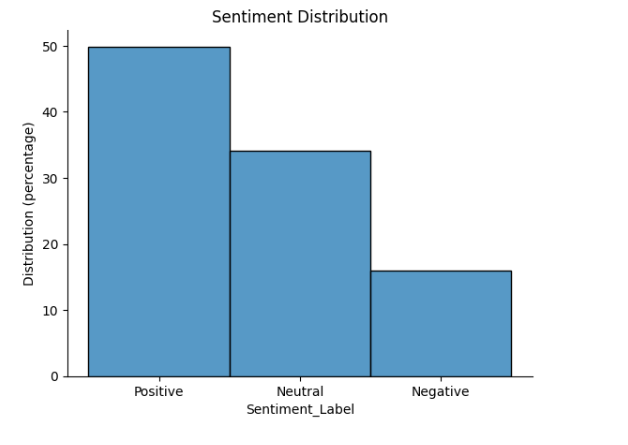 Sentiment Distribution
Distribution (percentage)
50
40
30
20
10
0
Positive Neutral Negative
Sentiment_Label